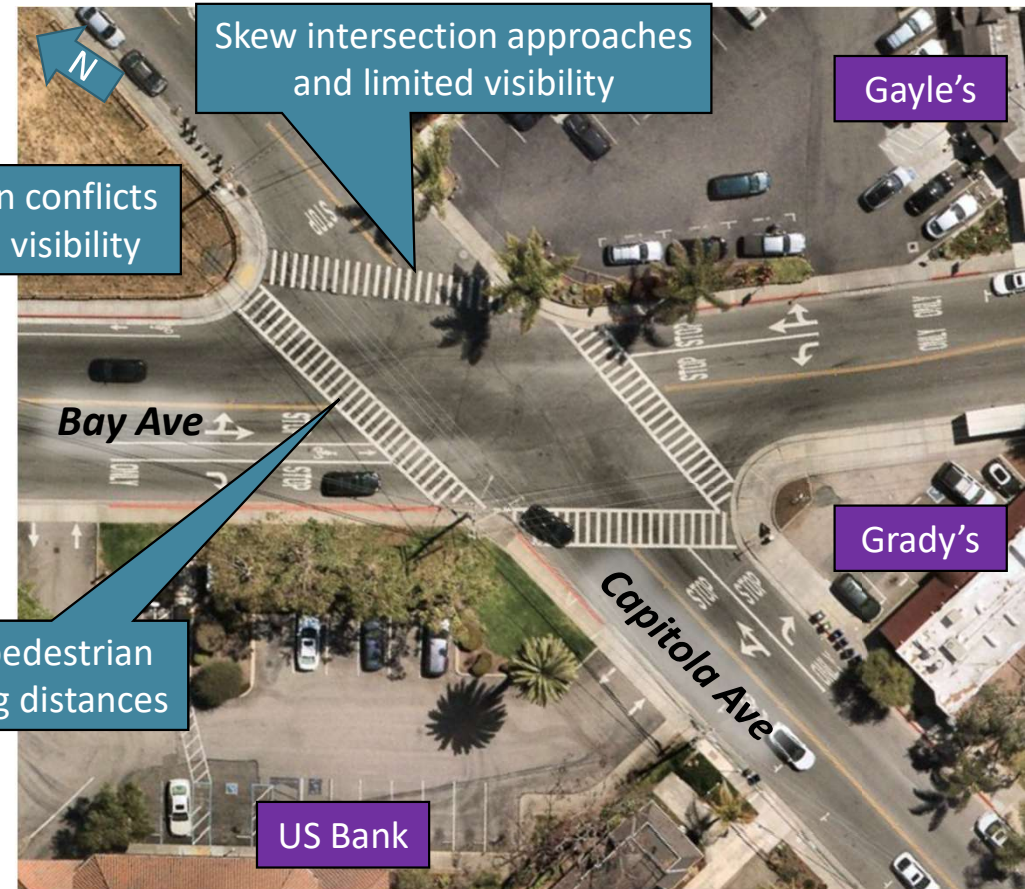 N
Skew intersection approaches
and limited visibility
Gayle's
n conflicts
visibility
STOP
STOP STOP
ONLY ONLY
Bay Ave
STOP
ONLY
STOP
pedestrian
g distances
Grady's
STOP
STOP
Capitola Ave
US Bank